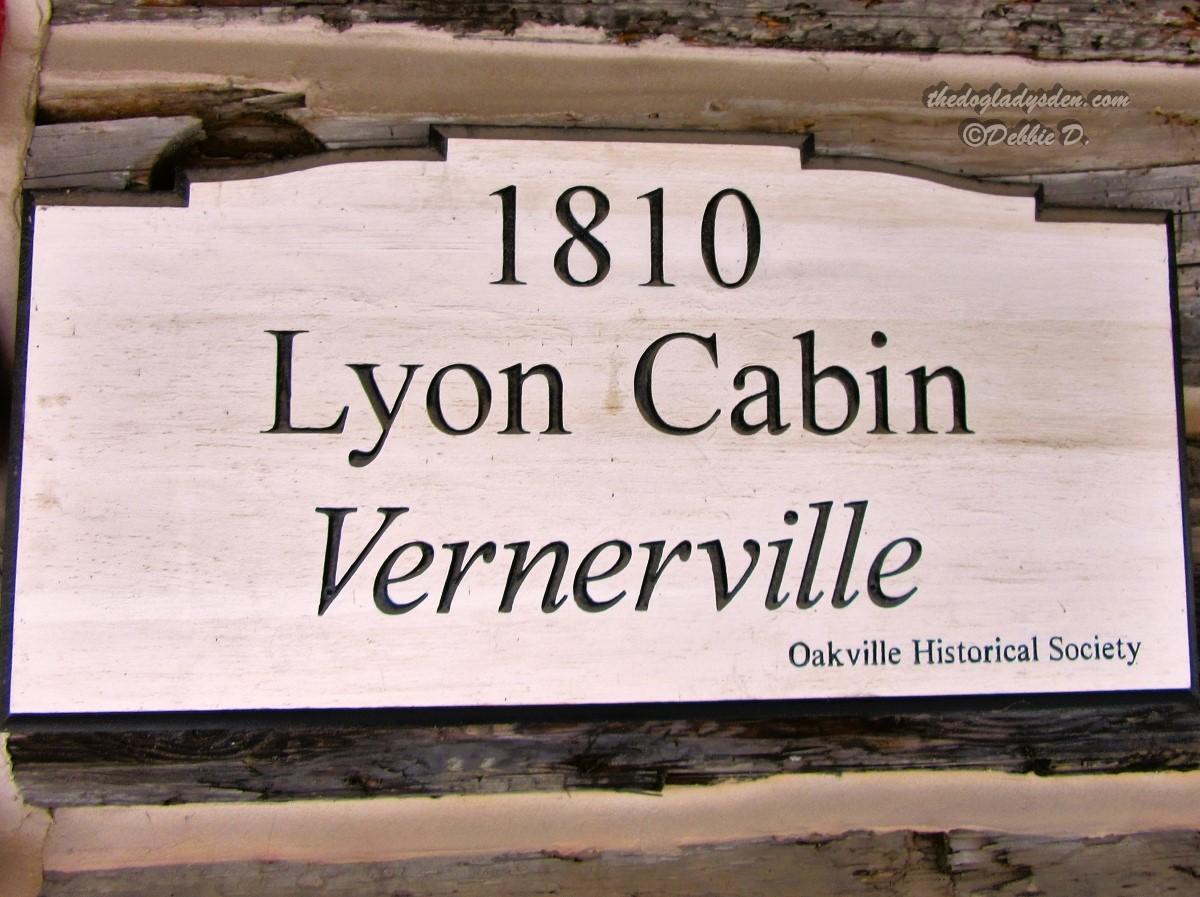 thedogladysden.com
©Debbie D.
1810
Lyon Cabin
Vernerville
Oakville Historical Society